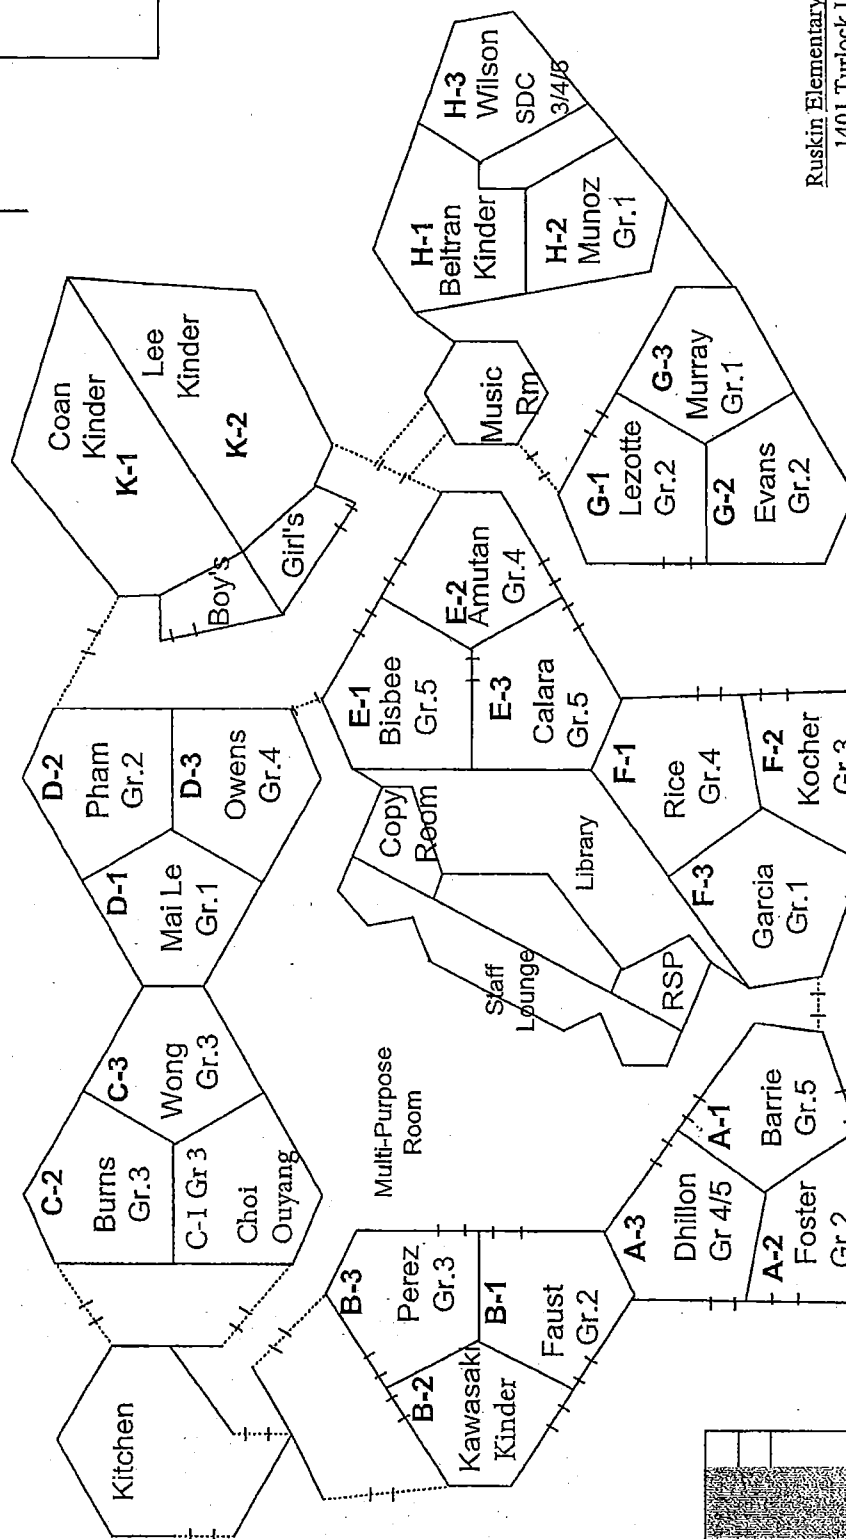 Kitchen
C-2
Burns
Gr.3
C-3
Wong
Gr.3
C-1 Gr 3
Choi
Ouyang
D-2
Pham
Gr.2
D-1
Mai Le
Gr.1
D-3
Owens
Gr.4
Coan
Kinder
K-1
Lee
Kinder
K-2
Boy's
Girl's
B-3
Perez
Gr.3
B-2
Kawasaki
Kinder
B-1
Faust
Gr.2
Multi-Purpose
Room
Staff
Lounge
Copy
Room
Library
RSP
E-1
Bisbee
Gr.5
E-2
Amutan
Gr.4
E-3
Calara
Gr.5
Music
Rm
H-1
Beltran
Kinder
H-3
Wilson
SDC
3/4/5
H-2
Munoz
Gr.1
A-3
Dhillon
Gr 4/5
A-1
Barrie
Gr.5
A-2
Foster
Gr.2
F-1
Rice
Gr.4
F-3
Garcia
Gr.1
F-2
Kocher
Gr.3
G-1
Lezotte
Gr.2
G-3
Murray
Gr.1
G-2
Evans
Gr.2
Ruskin Elementary
1401 Turlock